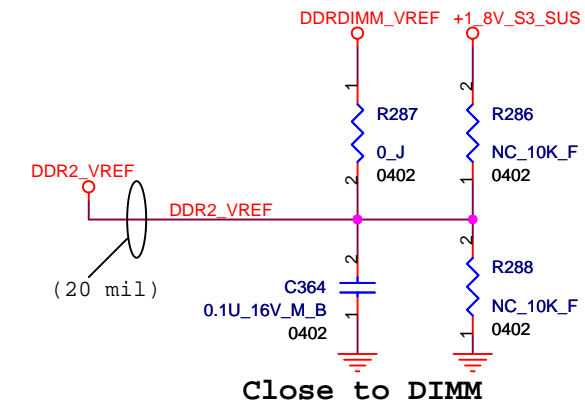 DDRDIMM_VREF +1_8V_S3_SUS
1
2
R287
R286
0_J
NC_10K_F
0402
0402
2
1
DDR2_VREF
DDR2_VREF
(20 mil)
2
2
C364
R288
0.1U_16V_M_B
NC_10K_F
1
1
0402
0402
Close to DIMM